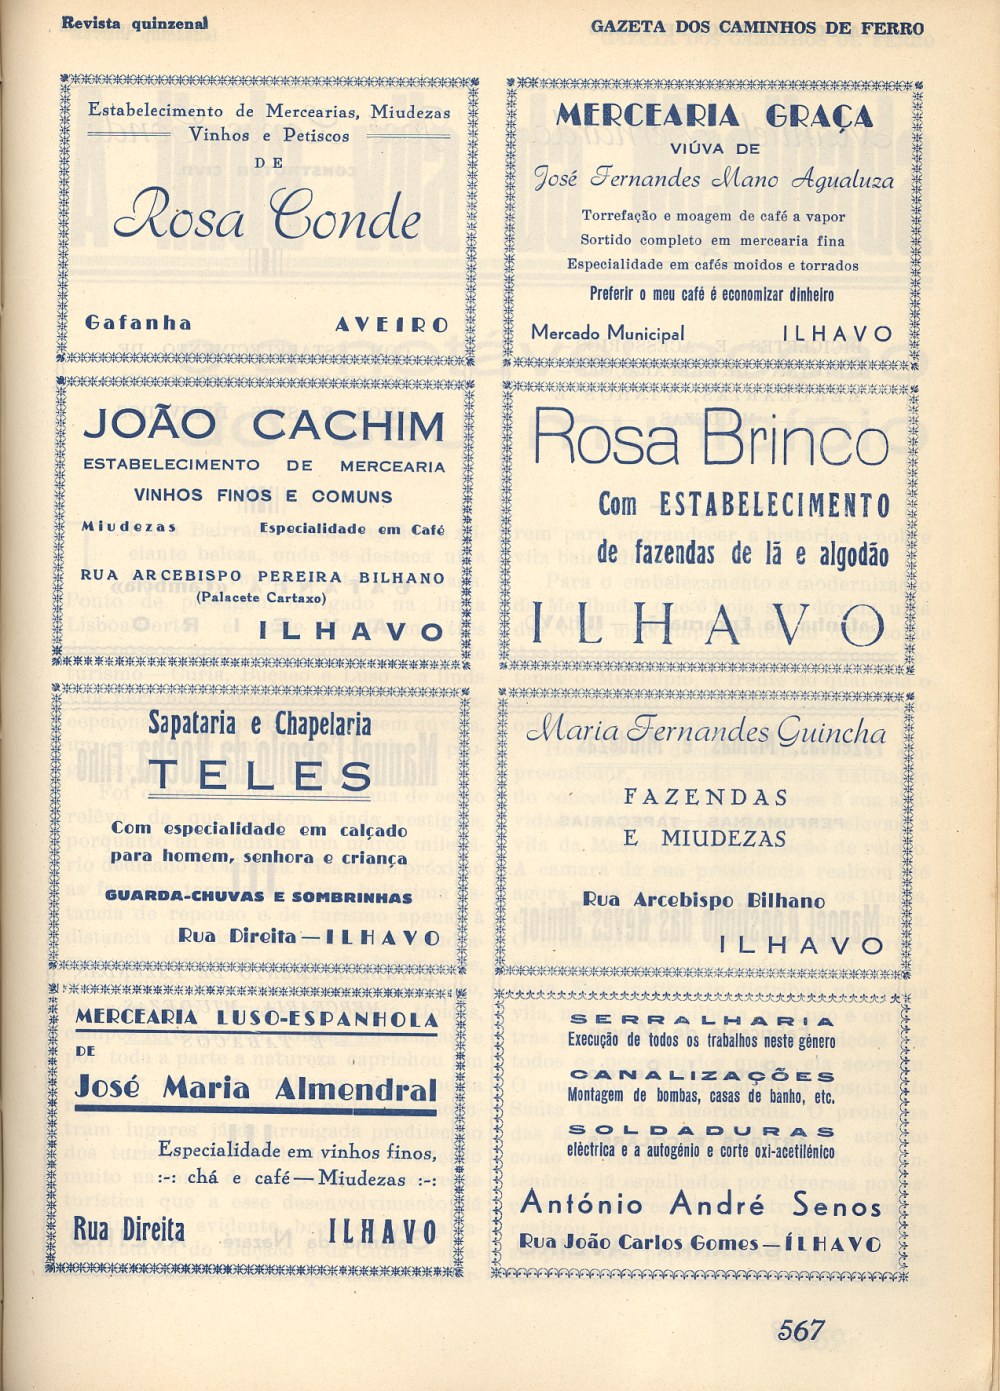 Revista quinzenal
GAZETA DOS CAMINHOS DE FERRO
Estabelecimento de Mercearias, Miudezas
Vinhos e Petiscos
DE
Rosa Conde
Gafanha AVEIRO
MERCEARIA GRAÇA
VIÚVA DE
José Fernandes Mano Agualuza
Torrefação e moagem de café a vapor
Sortido completo em mercearia fina
Especialidade em cafés moidos e torrados
Preferir o meu café é economizar dinheiro
Mercado Municipal ILHAVO
JOÃO CACHIM
ESTABELECIMENTO DE MERCEARIA
VINHOS FINOS E COMUNS
Miudezas Especialidade em Café
RUA ARCEBISPO PEREIRA BILHANO
(Palacete Cartaxo)
ILHAVO
Rosa Brinco
Com ESTABELECIMENTO
de fazendas de lã e algodão
ILHAVO
Sapataria e Chapelaria
TELES
Com especialidade em calçado
para homem, senhora e criança
GUARDA-CHUVAS E SOMBRINHAS
Rua Direita — ILHAVO
Maria Fernandes Guincha
FAZENDAS
E MIUDEZAS
Rua Arcebispo Bilhano
ILHAVO
MERCEARIA LUSO-ESPANHOLA
DE
José Maria Almendral
Especialidade em vinhos finos,
:-: chá e café — Miudezas :-:
Rua Direita ILHAVO
SERRALHARIA
Execução de todos os trabalhos neste género
CANALIZAÇÕES
Montagem de bombas, casas de banho, etc.
SOLDADURAS
eléctrica e a autogénio e corte oxi-acetilénico
António André Senos
Rua João Carlos Gomes — ÍLHAVO
567